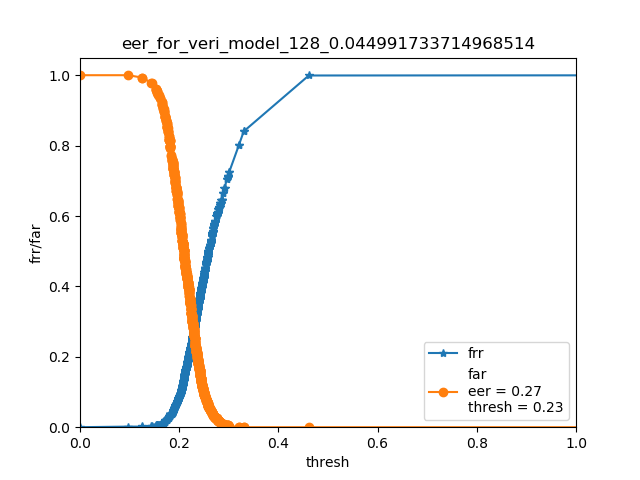 eer_for_veri_model_128_0.044991733714968514
1.0
0.8
0.6
0.4
0.2
0.0
frr/far
0.0 0.2 0.4 0.6 0.8 1.0
thresh
frr
far
eer = 0.27
thresh = 0.23